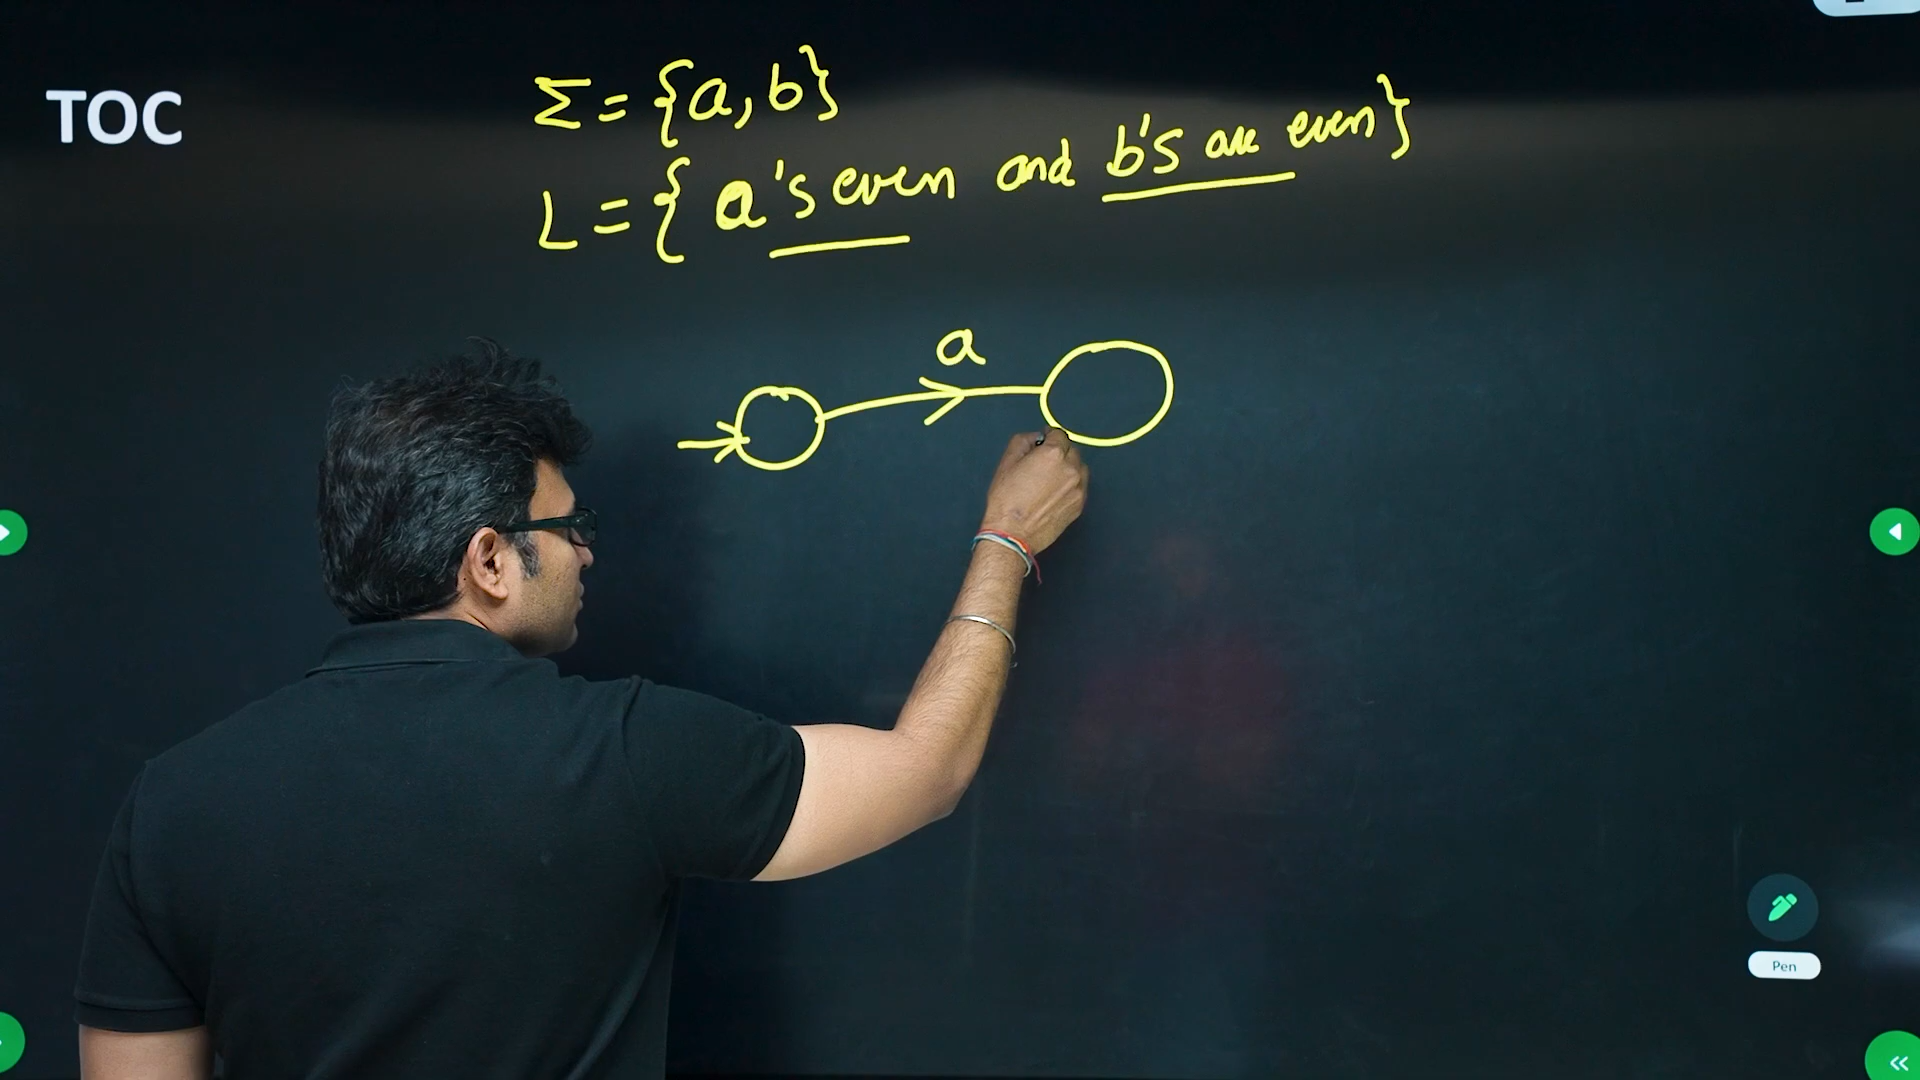 TOC
Σ = {a, b}
L = { a's even and b's are even}
a
Pen